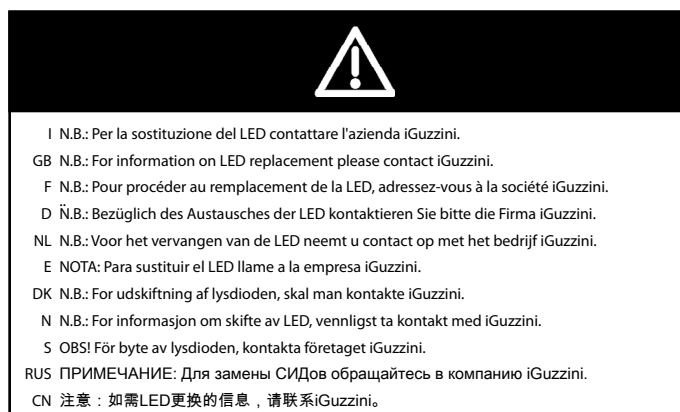 I N.B.: Per la sostituzione del LED contattare l'azienda iGuzzini.
GB N.B.: For information on LED replacement please contact iGuzzini.
F N.B.: Pour procéder au remplacement de la LED, adressez-vous à la société iGuzzini.
D N̈.B.: Bezüglich des Austausches der LED kontaktieren Sie bitte die Firma iGuzzini.
NL N.B.: Voor het vervangen van de LED neemt u contact op met het bedrijf iGuzzini.
E NOTA: Para sustituir el LED llame a la empresa iGuzzini.
DK N.B.: For udskiftning af lysdioden, skal man kontakte iGuzzini.
N N.B.: For informasjon om skifte av LED, vennligst ta kontakt med iGuzzini.
S OBS! För byte av lysdioden, kontakta företaget iGuzzini.
RUS ПРИМЕЧАНИЕ: Для замены СИДов обращайтесь в компанию iGuzzini.
CN 注意：如需LED更换的信息，请联系iGuzzini。